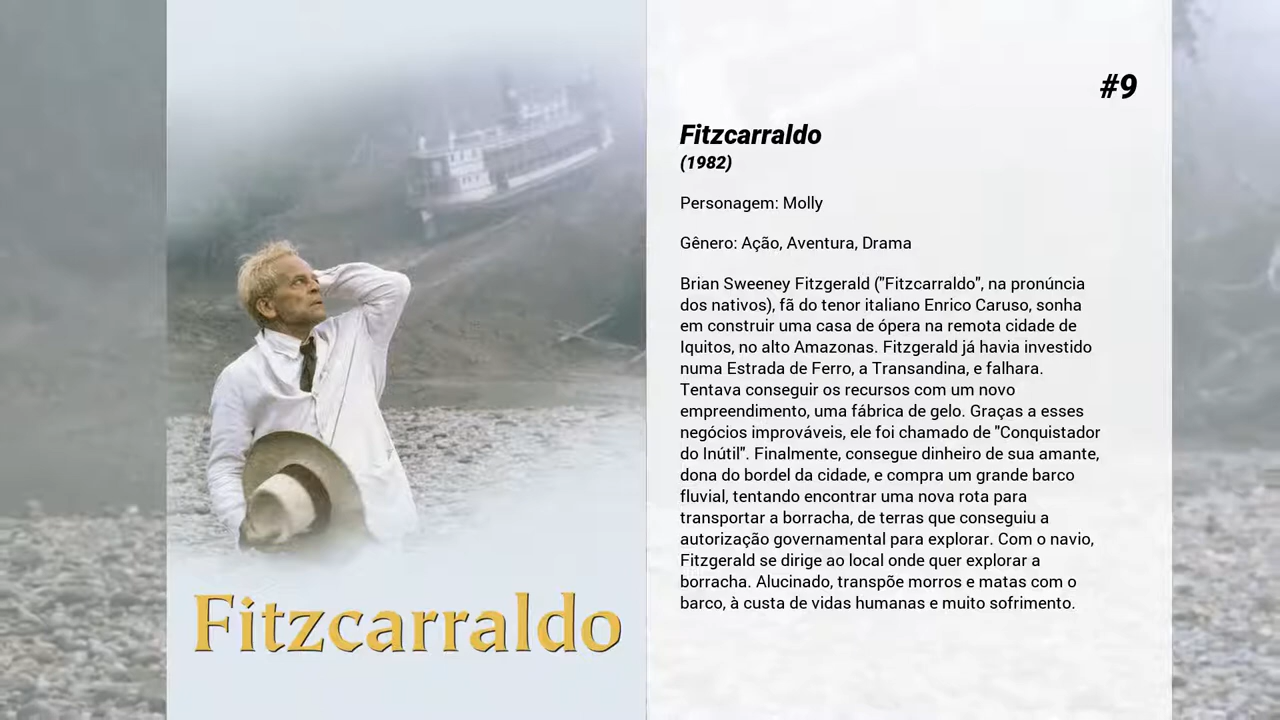 #9
Fitzcarraldo
(1982)
Personagem: Molly
Gênero: Ação, Aventura, Drama
Brian Sweeney Fitzgerald ("Fitzcarraldo", na pronúncia
dos nativos), fã do tenor italiano Enrico Caruso, sonha
em construir uma casa de ópera na remota cidade de
Iquitos, no alto Amazonas. Fitzgerald já havia investido
numa Estrada de Ferro, a Transandina, e falhara.
Tentava conseguir os recursos com um novo
empreendimento, uma fábrica de gelo. Graças a esses
negócios improváveis, ele foi chamado de "Conquistador
do Inútil". Finalmente, consegue dinheiro de sua amante,
dona do bordel da cidade, e compra um grande barco
fluvial, tentando encontrar uma nova rota para
transportar a borracha, de terras que conseguiu a
autorização governamental para explorar. Com o navio,
Fitzgerald se dirige ao local onde quer explorar a
borracha. Alucinado, transpõe morros e matas com o
barco, à custa de vidas humanas e muito sofrimento.
Fitzcarraldo